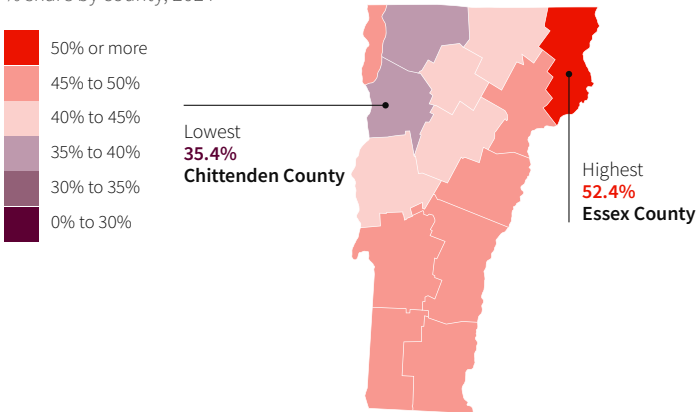 50% or more
45% to 50%
40% to 45%
35% to 40%
30% to 35%
0% to 30%
Lowest
35.4%
Chittenden County
Highest
52.4%
Essex County